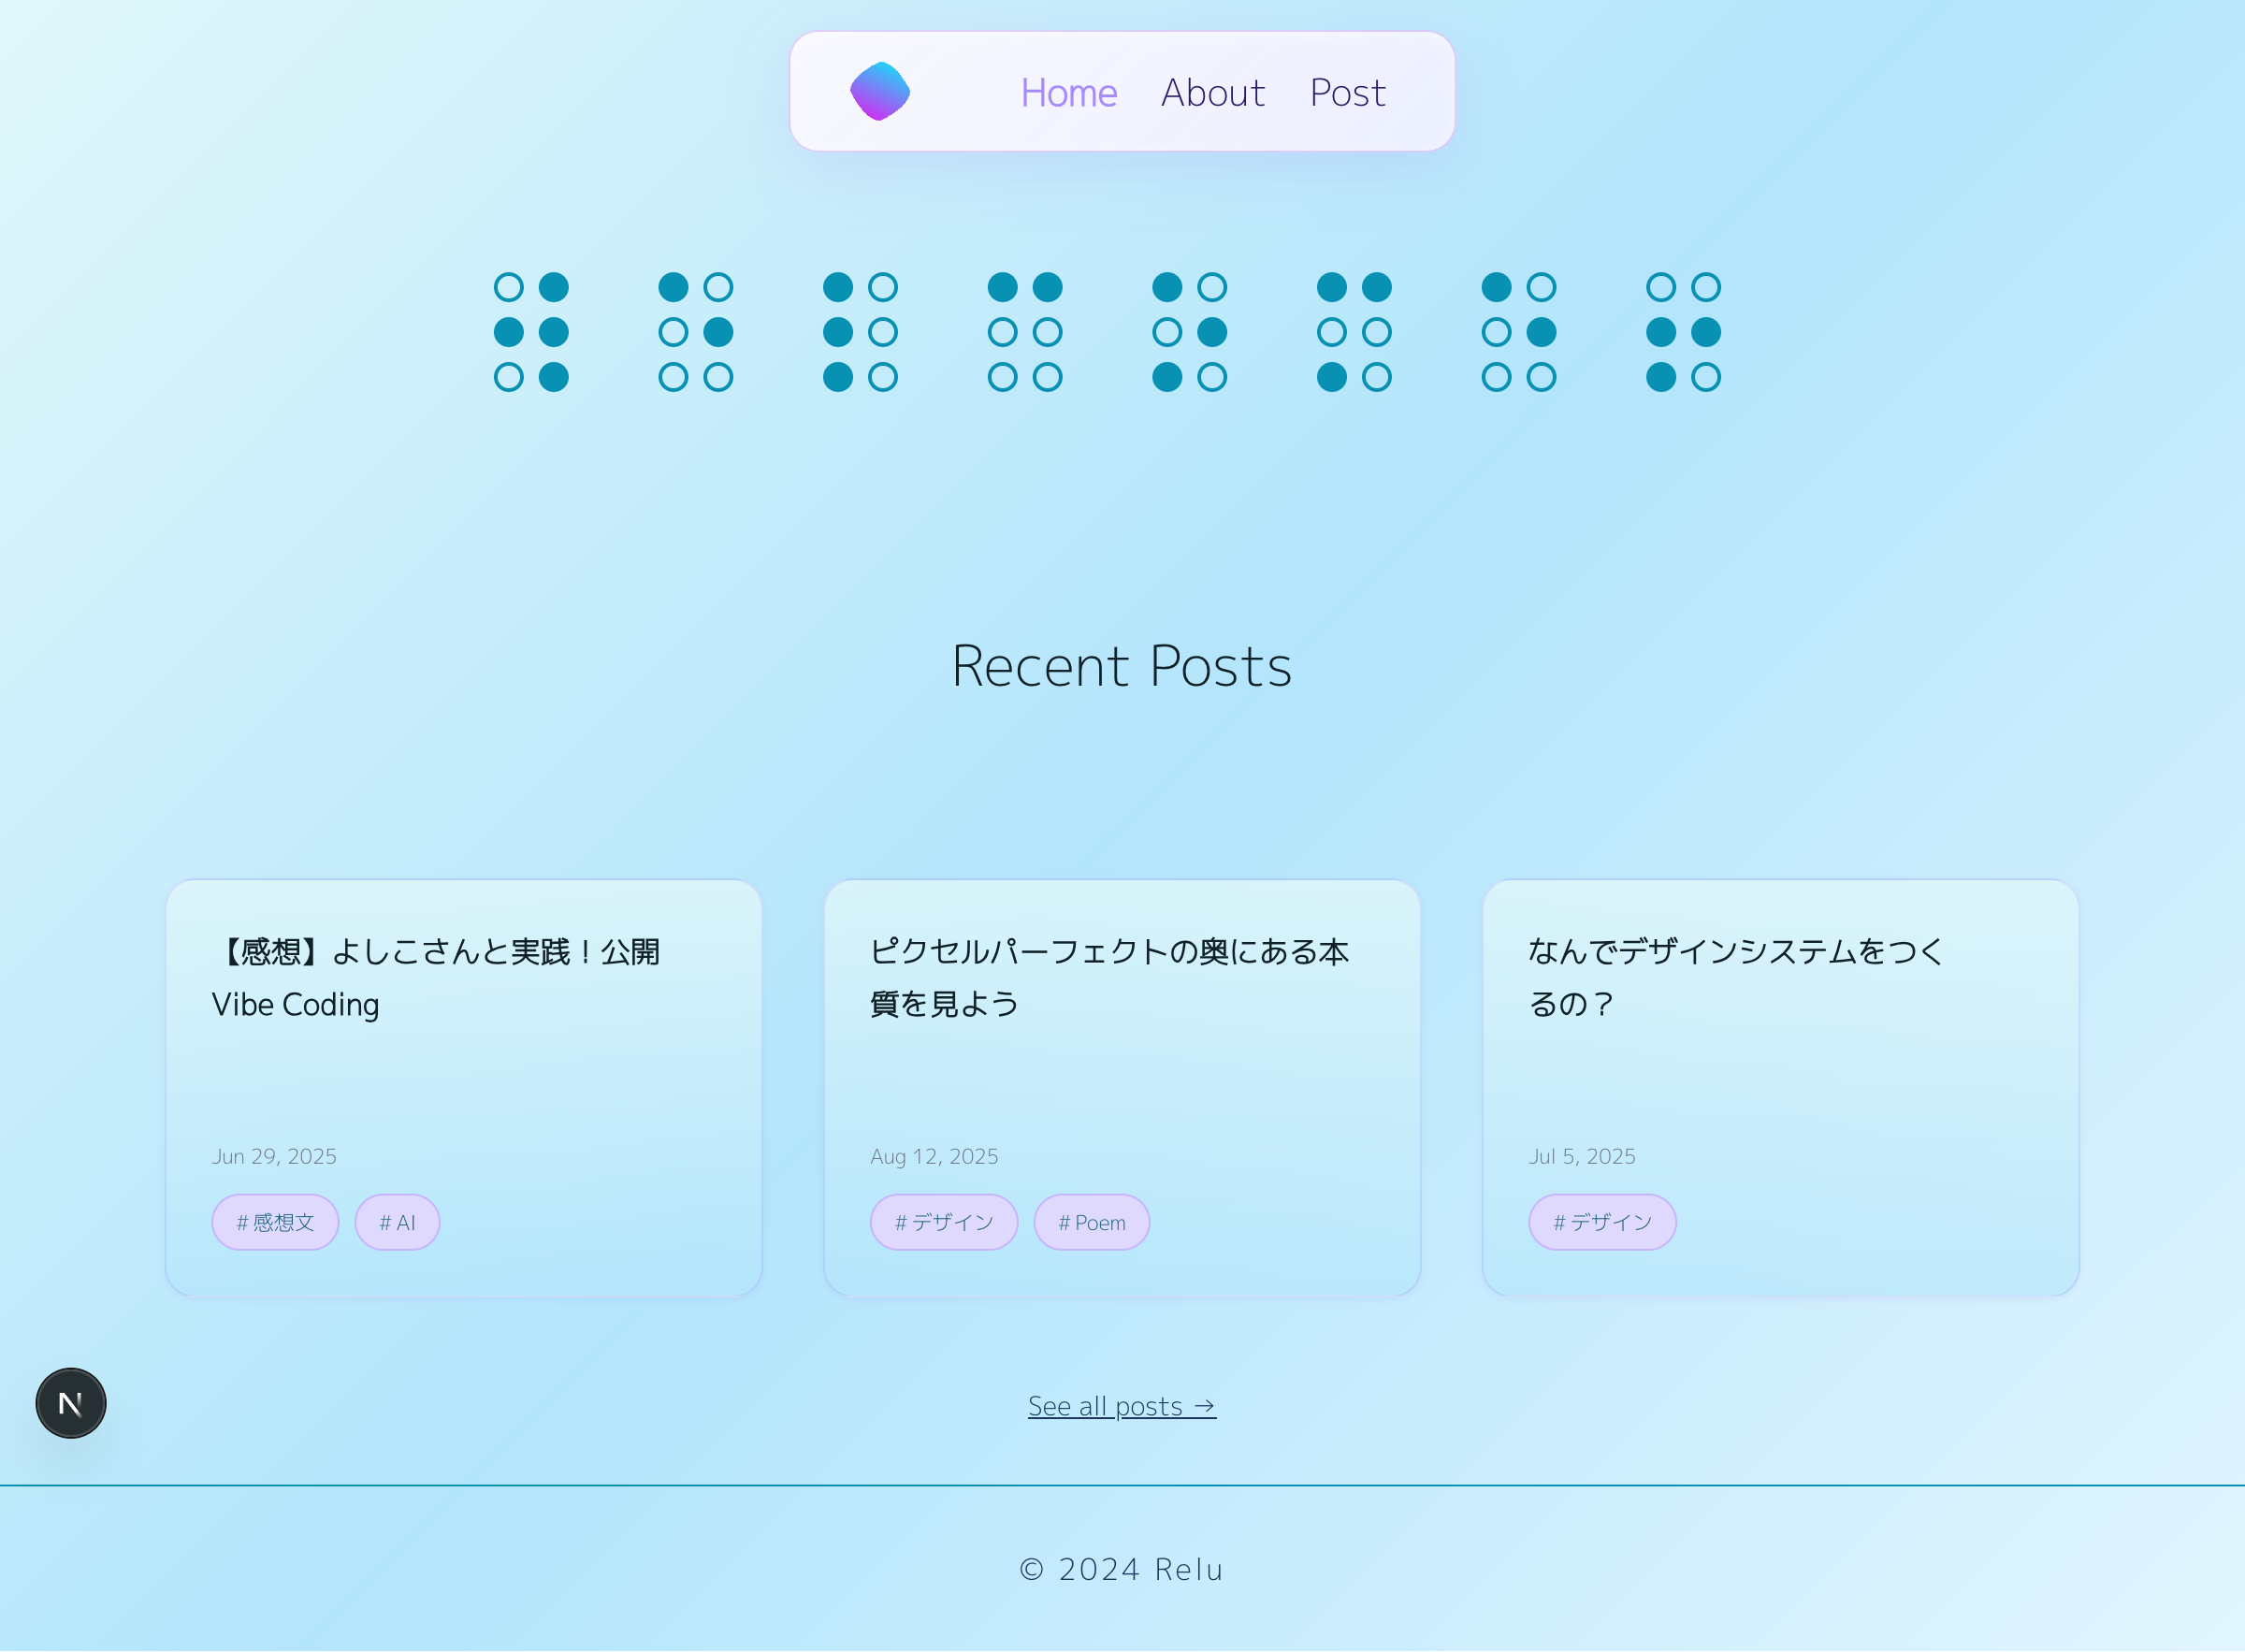 Home About Post
⠺⠑⠇⠉⠕⠍⠑⠖
Recent Posts
【感想】よしこさんと実践！公開
Vibe Coding
Jun 29, 2025
# 感想文 # AI
ピクセルパーフェクトの奥にある本
質を見よう
Aug 12, 2025
# デザイン # Poem
なんでデザインシステムをつく
るの？
Jul 5, 2025
# デザイン
See all posts →
N
© 2024 Relu